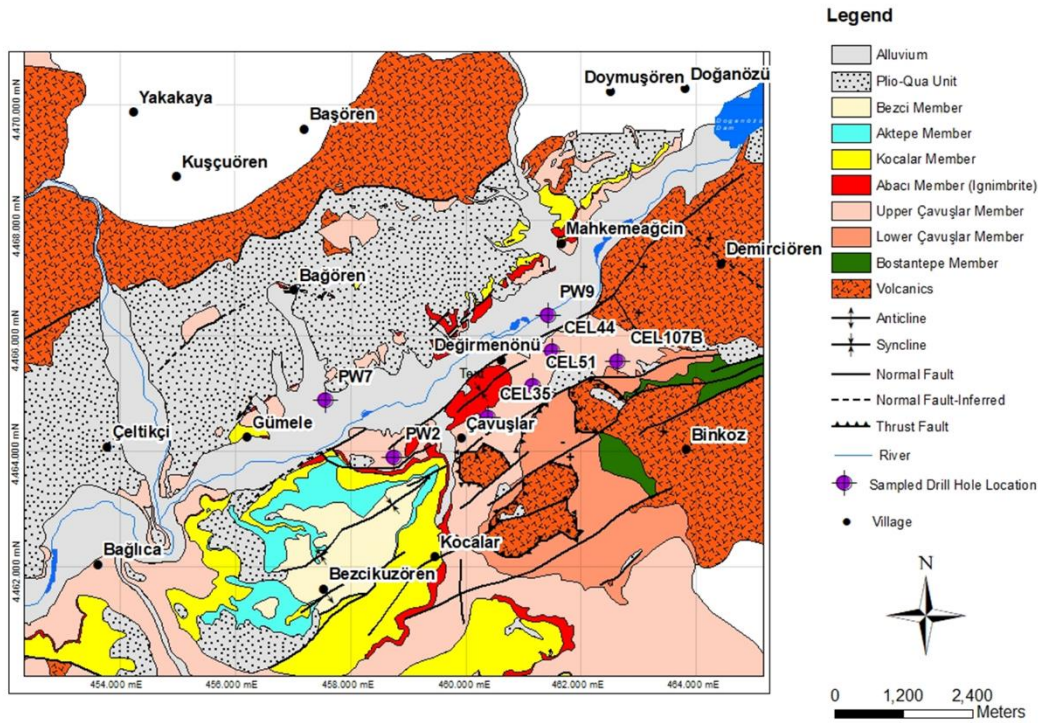 Legend
Alluvium
Plio-Qua Unit
Bezci Member
Aktepe Member
Kocalar Member
Abacı Member (Ignimbrite)
Upper Çavuşlar Member
Lower Çavuşlar Member
Bostantepe Member
Volcanics
Anticline
Syncline
Normal Fault
Normal Fault-Inferred
Thrust Fault
River
Sampled Drill Hole Location
Village
N
0 1,200 2,400
Meters
Doymuşören Doğanözü
Yakakaya
Başören
Kuşçuören
Mahkemeağcin
Demirciören
Bağören
PW9
CEL44
CEL107B
Değirmenönü
CEL51
PW7
CEL35
Gümele
Çavuşlar
Çeltikçi
PW2
Binkoz
Kocalar
Bağlıca
Bezcikuzören
4.470.000 mN
4.468.000 mN
4.466.000 mN
4.464.000 mN
4.462.000 mN
454.000 mE
456.000 mE
458.000 mE
460.000 mE
462.000 mE
464.000 mE